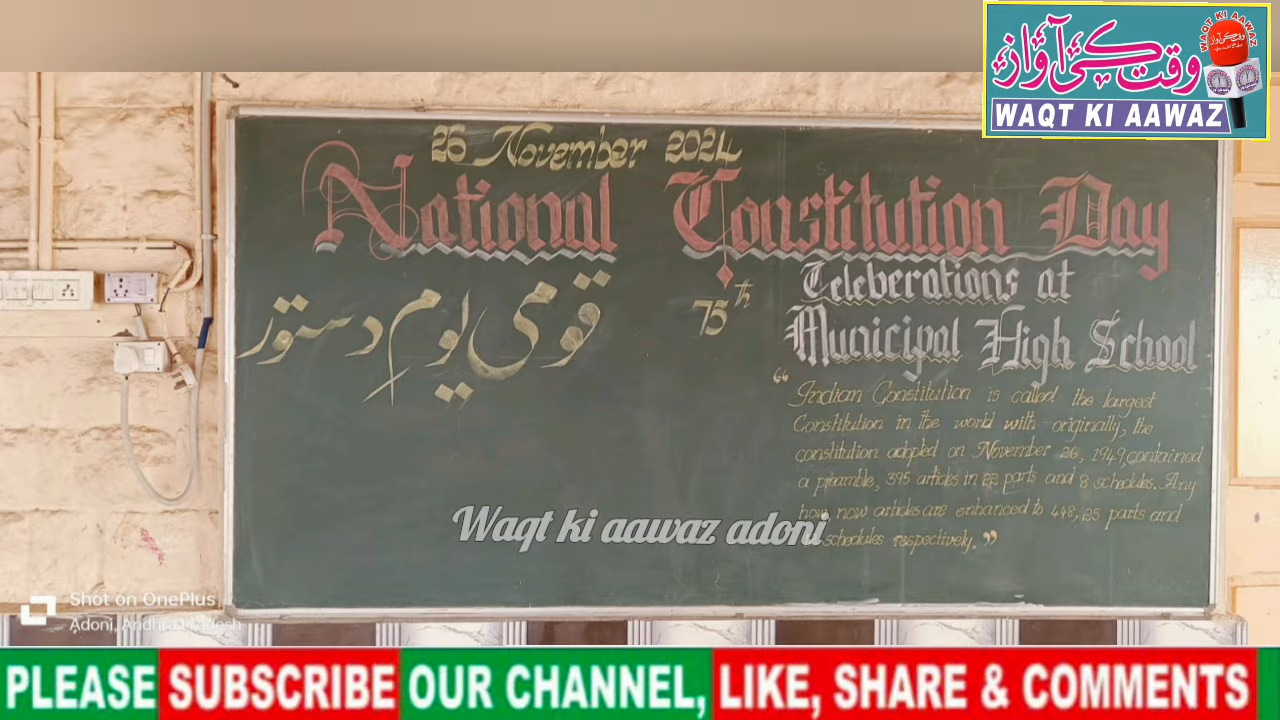 وقت کی آواز
WAQT KI AAWAZ
WAQT KI AAWAZ
26 November 2024
National Constitution Day
75th
Celeberations at
Municipal High School
قومی یومِ دستور
“Indian Constitution is called the largest
Constitution in the world with originally, the
constitution adopted on November 26, 1949, contained
a preamble, 395 articles in 22 parts and 8 schedules. Any
how, now articles are enhanced to 448, 25 parts and
schedules respectively.”
Waqt ki aawaz adoni
Shot on OnePlus
Adoni, Andhra Pradesh
PLEASE SUBSCRIBE OUR CHANNEL, LIKE, SHARE & COMMENTS